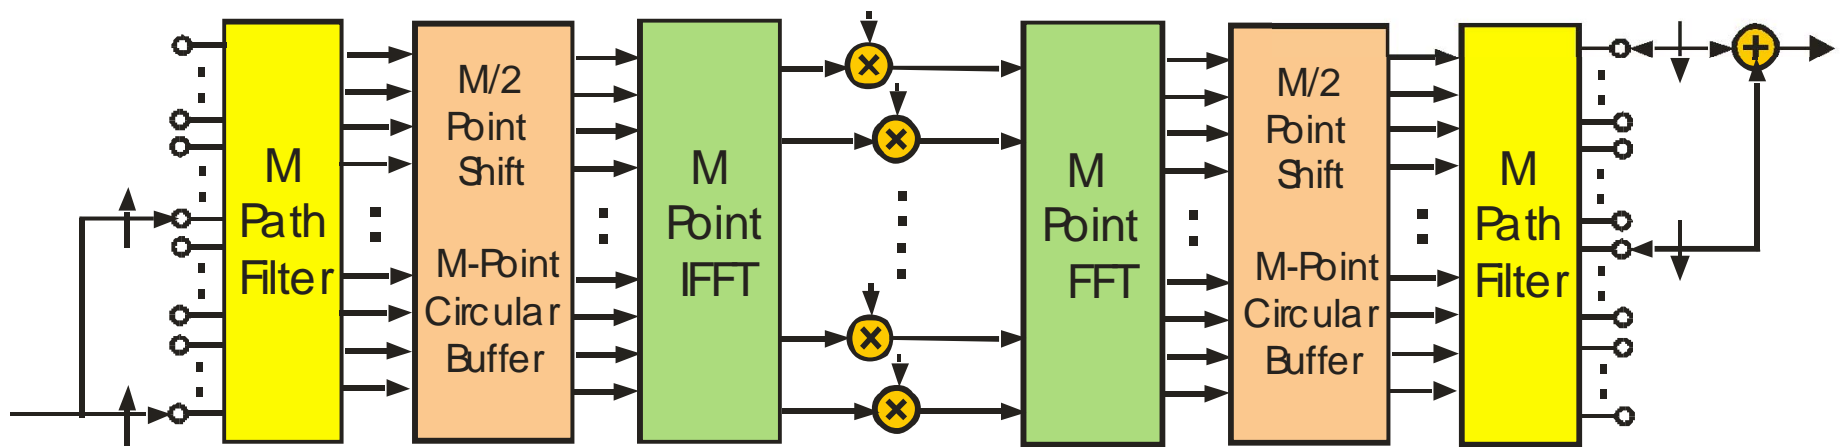 M
Path
Filter
M/2
Point
Shift
M-Point
Circular
Buffer
M
Point
IFFT
M
Point
FFT
M/2
Point
Shift
M-Point
Circular
Buffer
M
Path
Filter